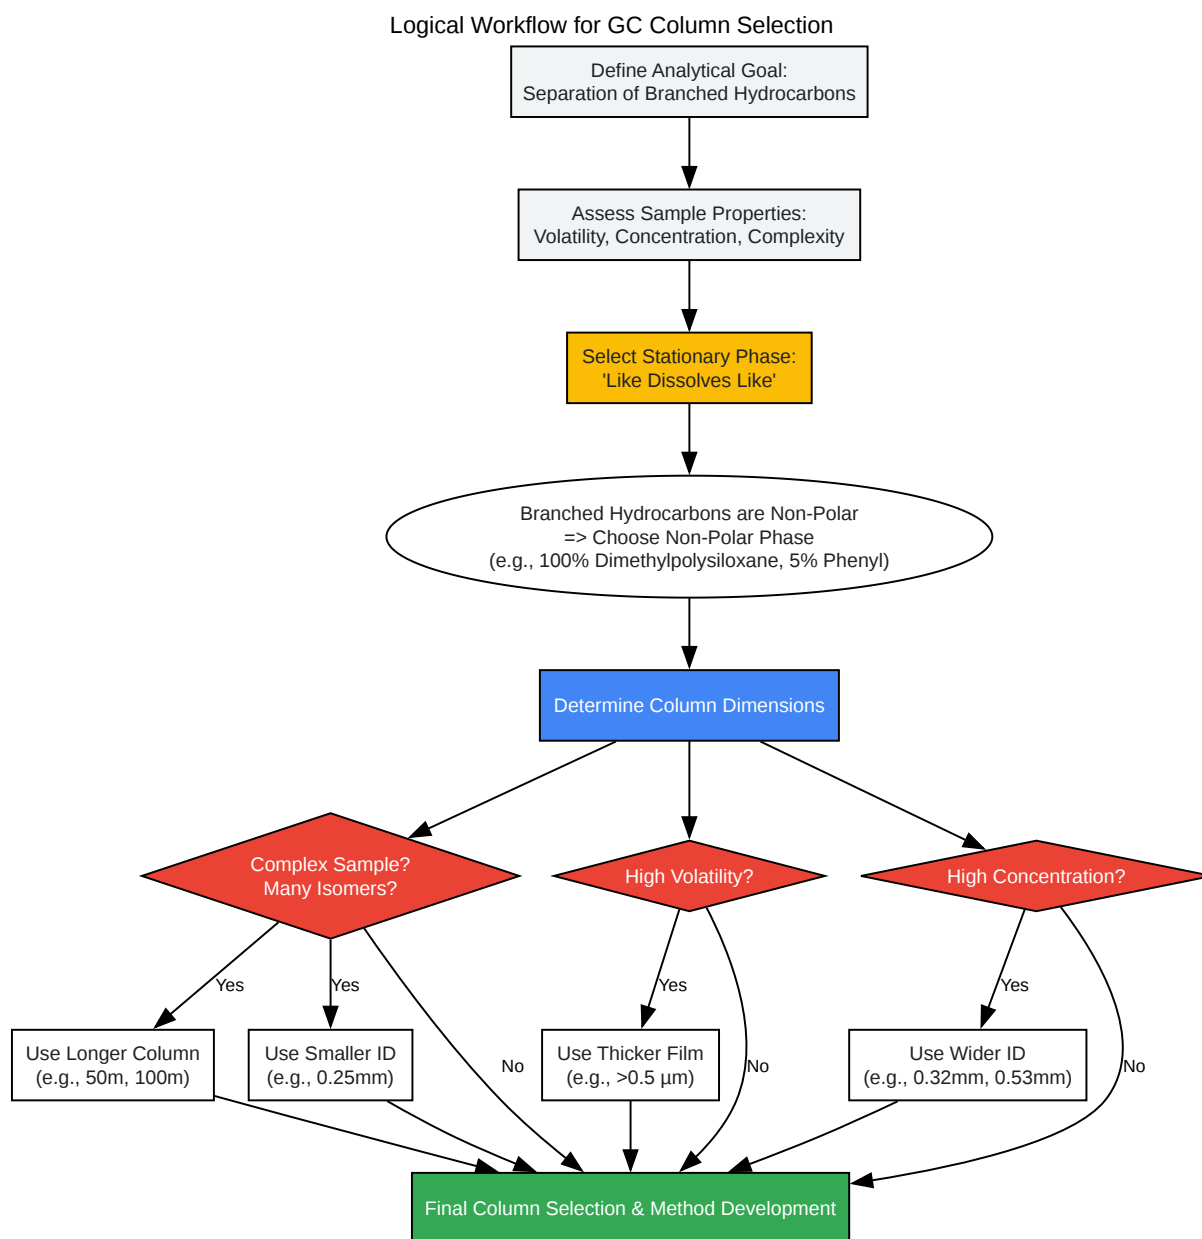 Logical Workflow for GC Column Selection
Define Analytical Goal:
Separation of Branched Hydrocarbons
Assess Sample Properties:
Volatility, Concentration, Complexity
Select Stationary Phase:
'Like Dissolves Like'
Branched Hydrocarbons are Non-Polar
=> Choose Non-Polar Phase
(e.g., 100% Dimethylpolysiloxane, 5% Phenyl)
Determine Column Dimensions
Complex Sample?
Many Isomers?
High Volatility?
High Concentration?
Yes
Yes
Yes
Yes
Use Longer Column
(e.g., 50m, 100m)
Use Smaller ID
(e.g., 0.25mm)
No
Use Thicker Film
(e.g., >0.5 µm)
No
Use Wider ID
(e.g., 0.32mm, 0.53mm)
No
Final Column Selection & Method Development